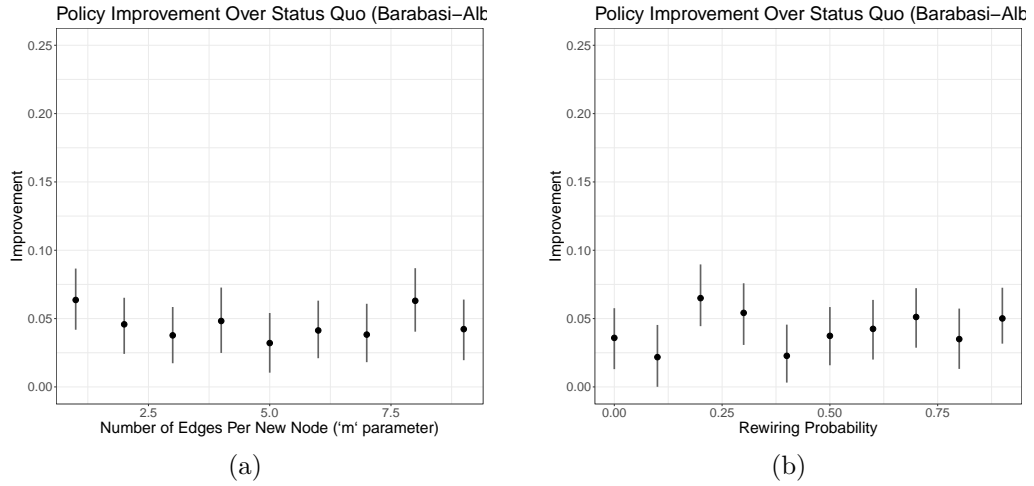 Policy Improvement Over Status Quo (Barabasi−Alb
0.25
0.20
0.15
0.10
0.05
0.00
Improvement
2.5 5.0 7.5
Number of Edges Per New Node (‘m‘ parameter)
(a)
Policy Improvement Over Status Quo (Barabasi−Alb
0.25
0.20
0.15
0.10
0.05
0.00
Improvement
0.00 0.25 0.50 0.75
Rewiring Probability
(b)